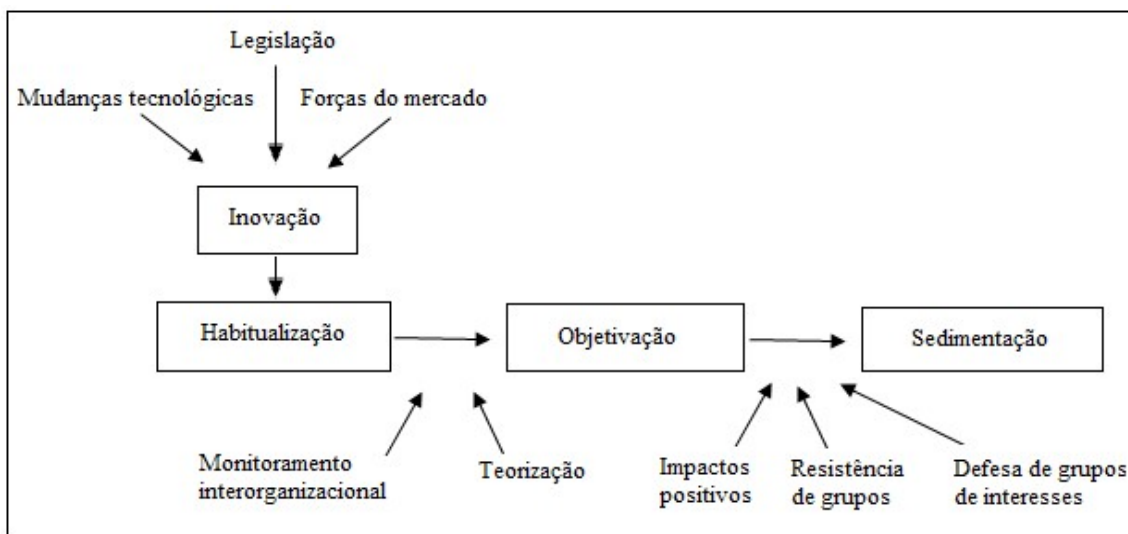 Legislação
Mudanças tecnológicas
Forças do mercado
Inovação
Habitualização
Objetivação
Sedimentação
Monitoramento
interorganizacional
Teorização
Impactos
positivos
Resistência
de grupos
Defesa de grupos
de interesses